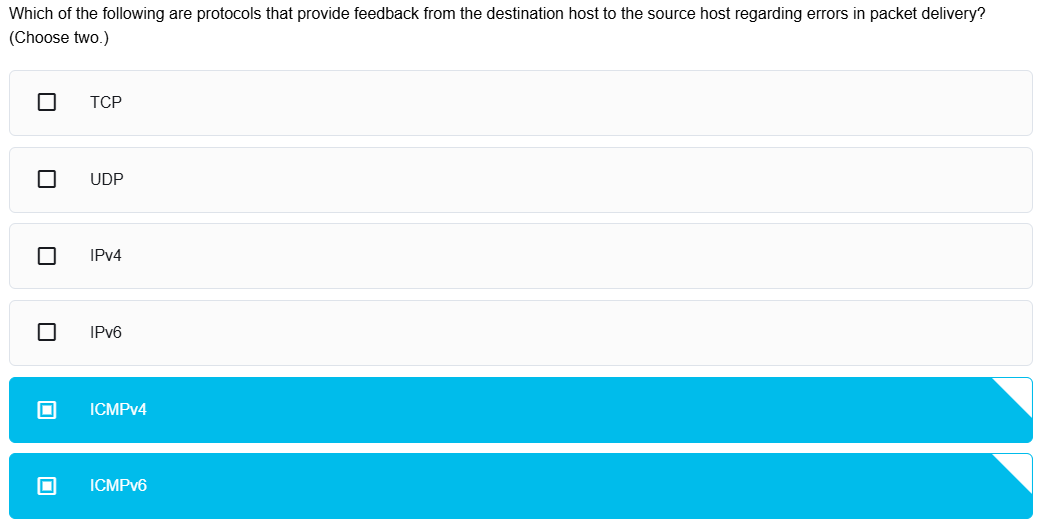 Which of the following are protocols that provide feedback from the destination host to the source host regarding errors in packet delivery?
(Choose two.)
TCP
UDP
IPv4
IPv6
ICMPv4
ICMPv6